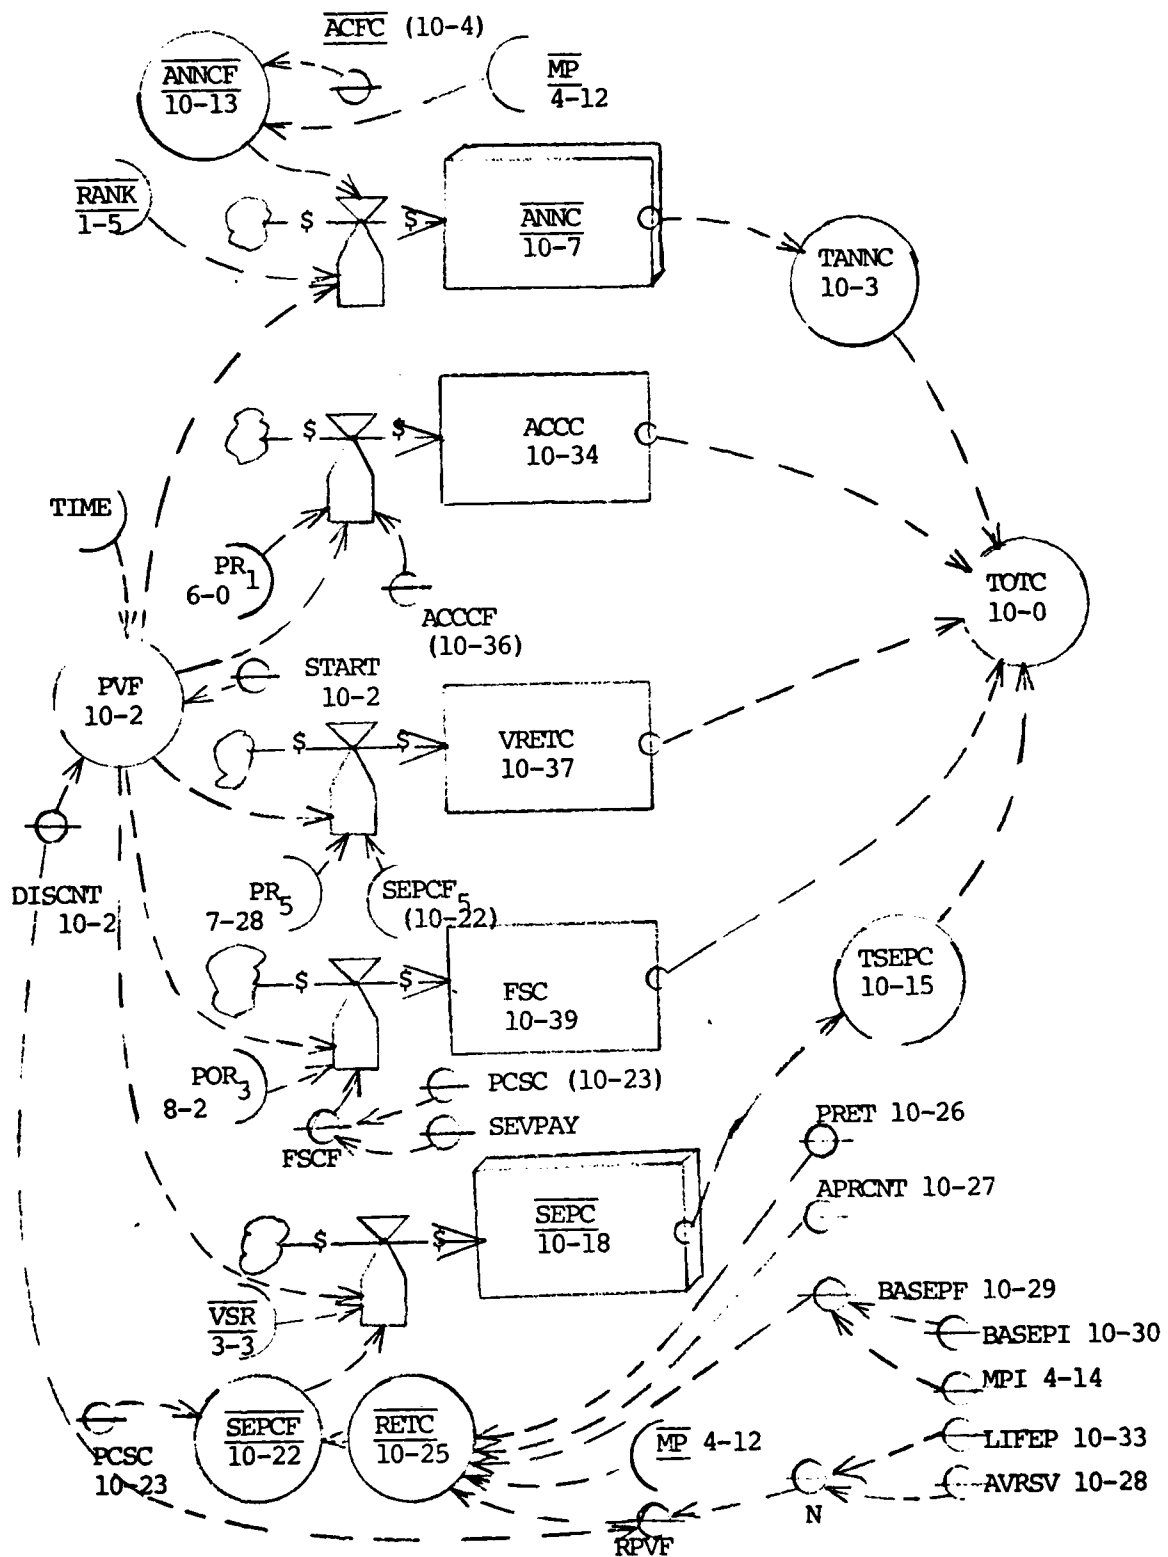 ACFC (10-4)
ANNCF
10-13
MP
4-12
RANK
1-5
$ $
ANNC
10-7
TANNC
10-3
$ $
ACCC
10-34
TIME
PR1
6-0
ACCCF
(10-36)
TOTC
10-0
PVF
10-2
START
10-2
$ $
VRETC
10-37
DISCNT
10-2
PR5
7-28
SEPCF5
(10-22)
$ $
FSC
10-39
TSEPC
10-15
POR3
8-2
PCSC (10-23)
SEVPAY
FSCF
PRET 10-26
APRCNT 10-27
$ $
SEPC
10-18
VSR
3-3
BASEPF 10-29
BASEPI 10-30
MPI 4-14
SEPCF
10-22
RETC
10-25
MP 4-12
LIFEP 10-33
AVRSV 10-28
PCSC
10-23
N
RPVF